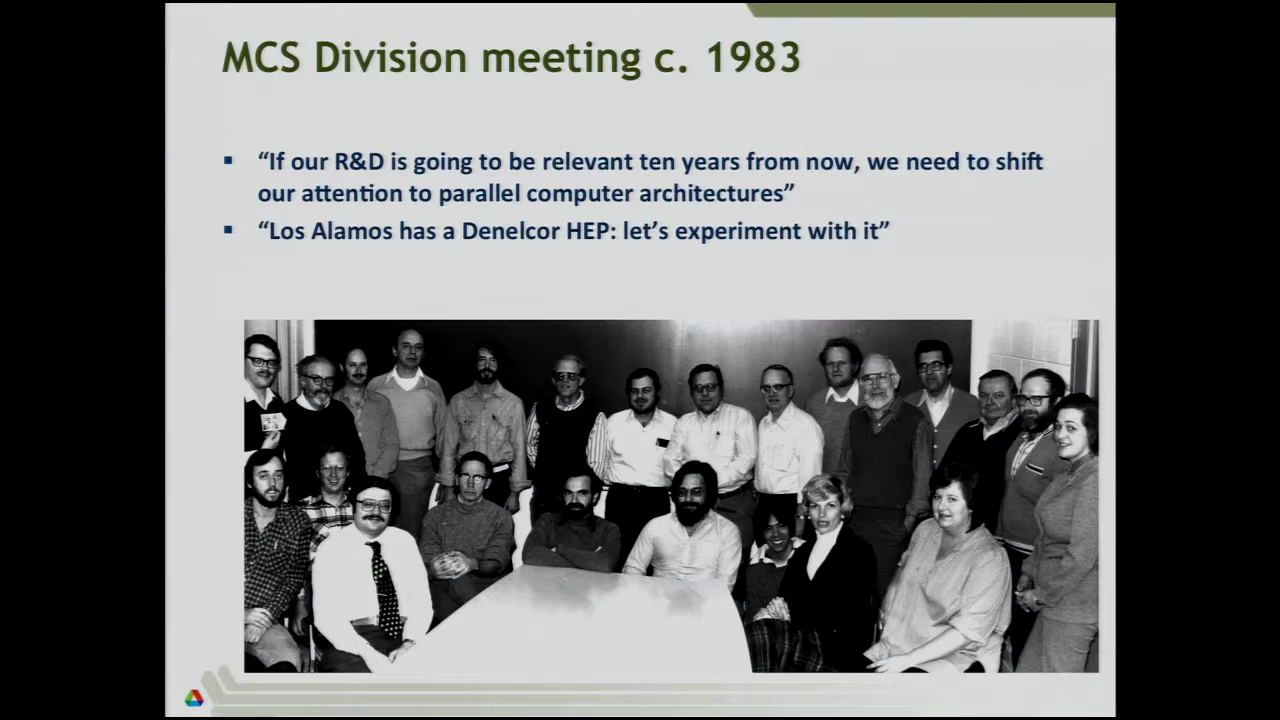 MCS Division meeting c. 1983
“If our R&D is going to be relevant ten years from now, we need to shift
our attention to parallel computer architectures”
“Los Alamos has a Denelcor HEP: let’s experiment with it”